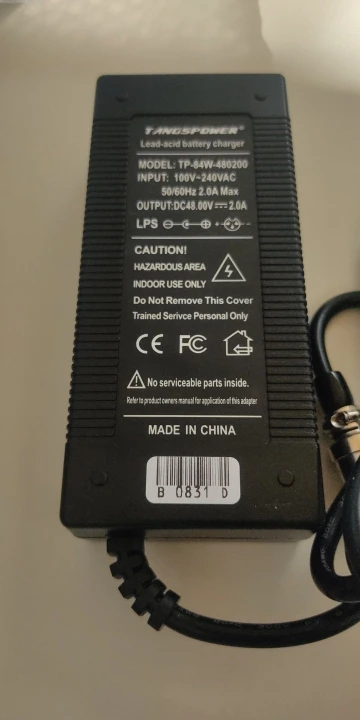 TANGSPOWER®
Lead-acid battery charger
MODEL: TP-84W-480200
INPUT: 100V~240VAC
50/60Hz 2.0A Max
OUTPUT:DC48.00V 2.0A
LPS
CAUTION!
HAZARDOUS AREA
INDOOR USE ONLY
Do Not Remove This Cover
Trained Serivce Personal Only
CE FC
No serviceable parts inside.
Refer to product owners manual for application of this adapter
MADE IN CHINA
B 0831 D